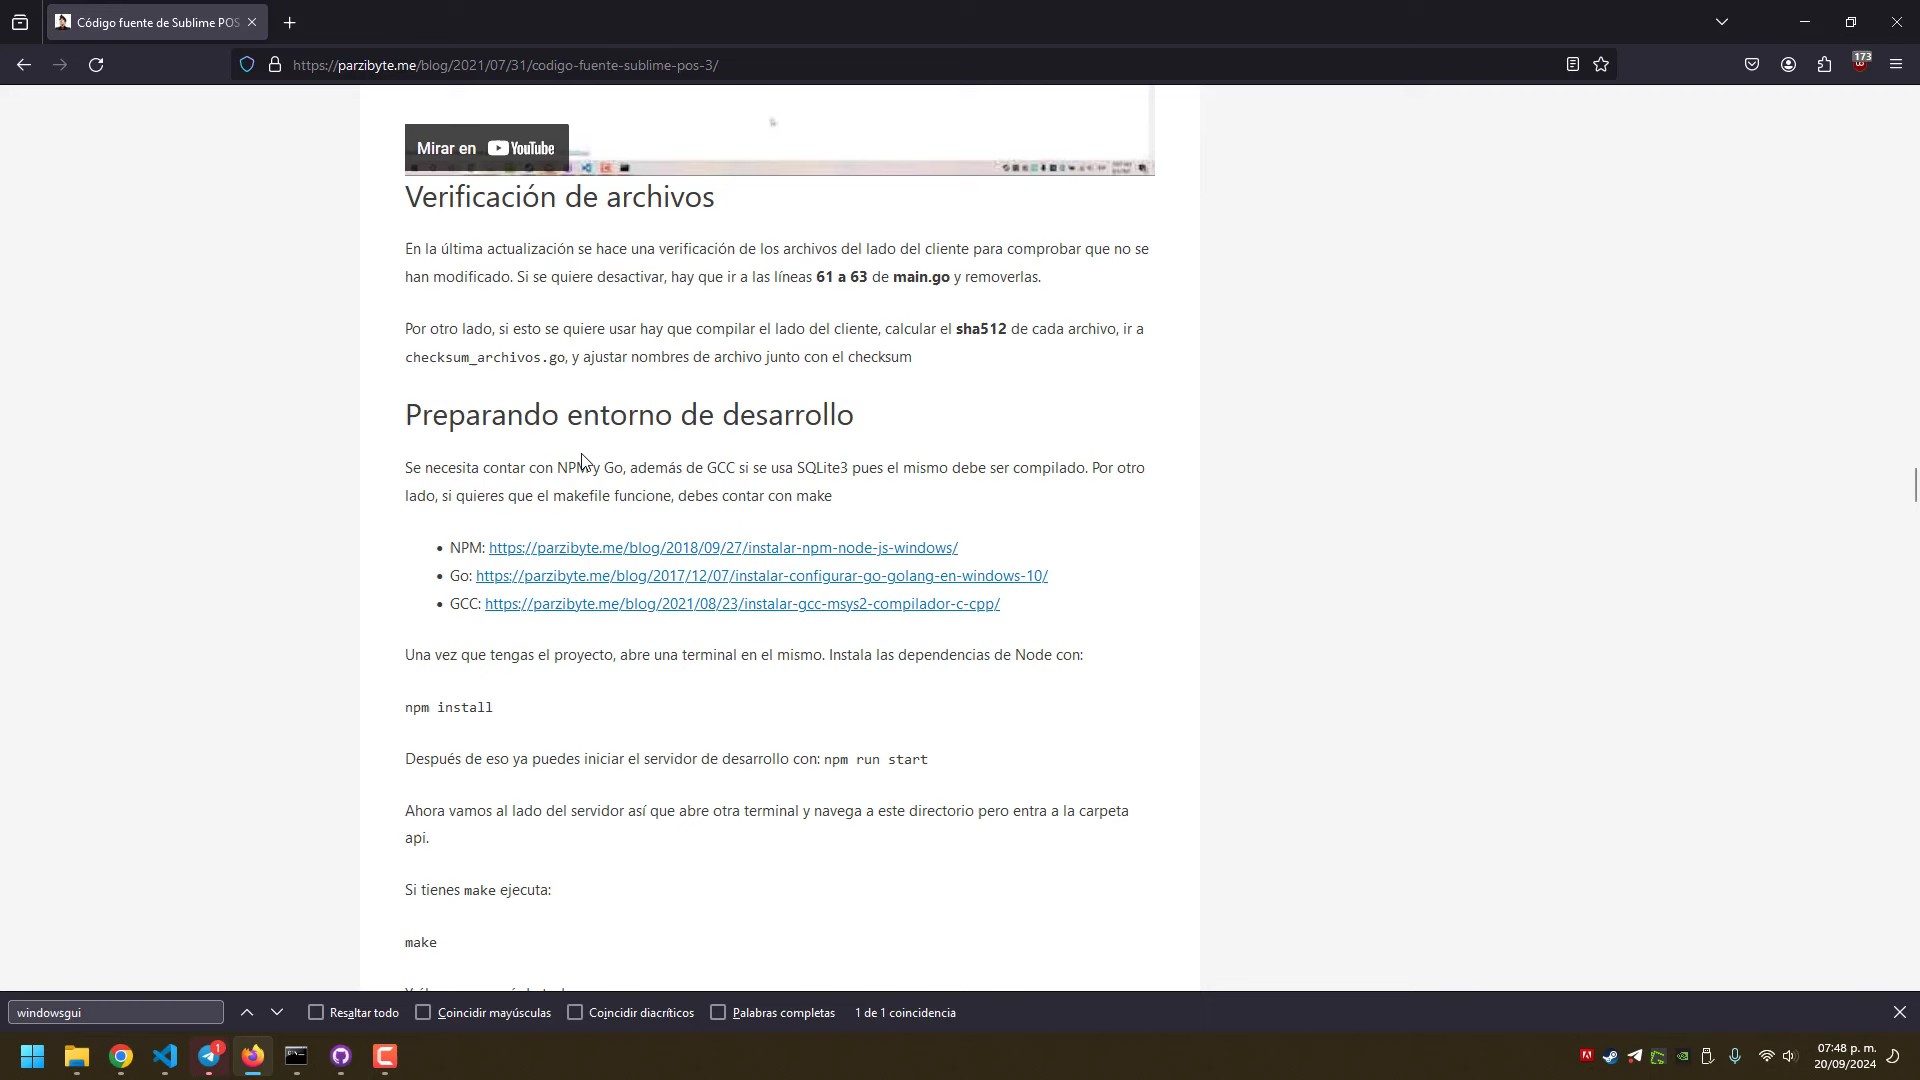 Código fuente de Sublime POS
https://parzibyte.me/blog/2021/07/31/codigo-fuente-sublime-pos-3/
173
Mirar en YouTube
Verificación de archivos
En la última actualización se hace una verificación de los archivos del lado del cliente para comprobar que no se
han modificado. Si se quiere desactivar, hay que ir a las líneas 61 a 63 de main.go y removerlas.
Por otro lado, si esto se quiere usar hay que compilar el lado del cliente, calcular el sha512 de cada archivo, ir a
checksum_archivos.go, y ajustar nombres de archivo junto con el checksum
Preparando entorno de desarrollo
Se necesita contar con NPM y Go, además de GCC si se usa SQLite3 pues el mismo debe ser compilado. Por otro
lado, si quieres que el makefile funcione, debes contar con make
• NPM: https://parzibyte.me/blog/2018/09/27/instalar-npm-node-js-windows/
• Go: https://parzibyte.me/blog/2017/12/07/instalar-configurar-go-golang-en-windows-10/
• GCC: https://parzibyte.me/blog/2021/08/23/instalar-gcc-msys2-compilador-c-cpp/
Una vez que tengas el proyecto, abre una terminal en el mismo. Instala las dependencias de Node con:
npm install
Después de eso ya puedes iniciar el servidor de desarrollo con: npm run start
Ahora vamos al lado del servidor así que abre otra terminal y navega a este directorio pero entra a la carpeta
api.
Si tienes make ejecuta:
make
windowsgui
Resaltar todo
Coincidir mayúsculas
Coincidir diacríticos
Palabras completas
1 de 1 coincidencia
1
07:48 p. m.
20/09/2024